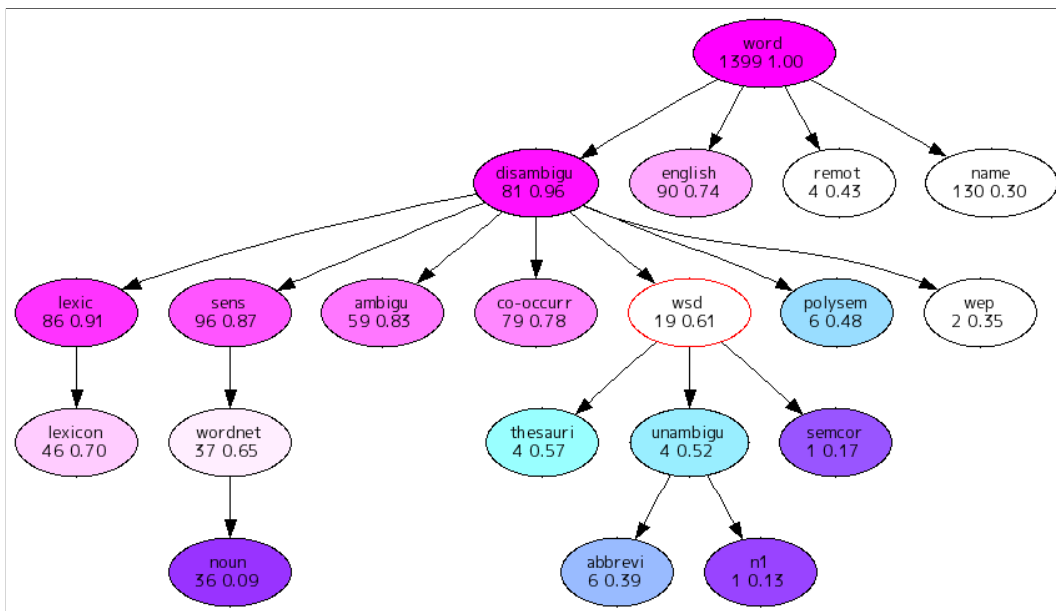 word
1399 1.00
disambigu
81 0.96
english
90 0.74
remot
4 0.43
name
130 0.30
lexic
86 0.91
sens
96 0.87
ambigu
59 0.83
co-occurr
79 0.78
wsd
19 0.61
polysem
6 0.48
wep
2 0.35
lexicon
46 0.70
wordnet
37 0.65
thesauri
4 0.57
unambigu
4 0.52
semcor
1 0.17
noun
36 0.09
abbrevi
6 0.39
n1
1 0.13